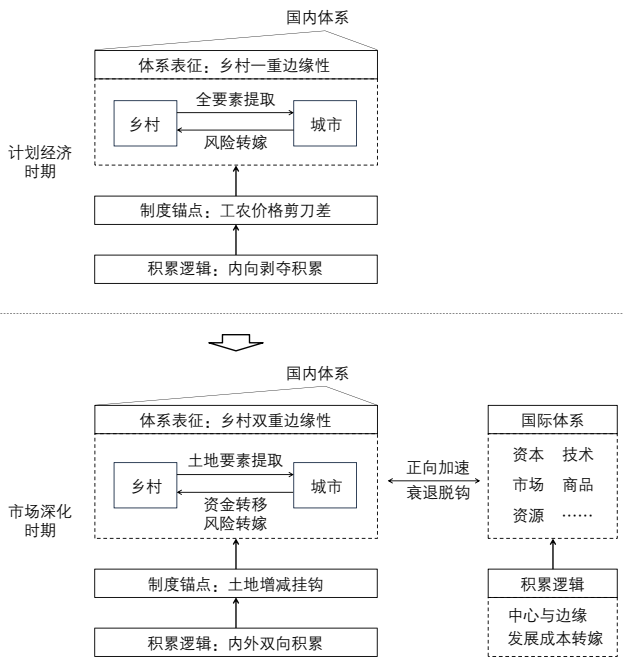 国内体系
体系表征：乡村一重边缘性
全要素提取
乡村
城市
风险转嫁
计划经济
时期
制度锚点：工农价格剪刀差
积累逻辑：内向剥夺积累
国内体系
体系表征：乡村双重边缘性
国际体系
土地要素提取
乡村
城市
资金转移
风险转嫁
正向加速
衰退脱钩
资本 技术
市场 商品
资源 ……
市场深化
时期
制度锚点：土地增减挂钩
积累逻辑
积累逻辑：内外双向积累
中心与边缘
发展成本转嫁